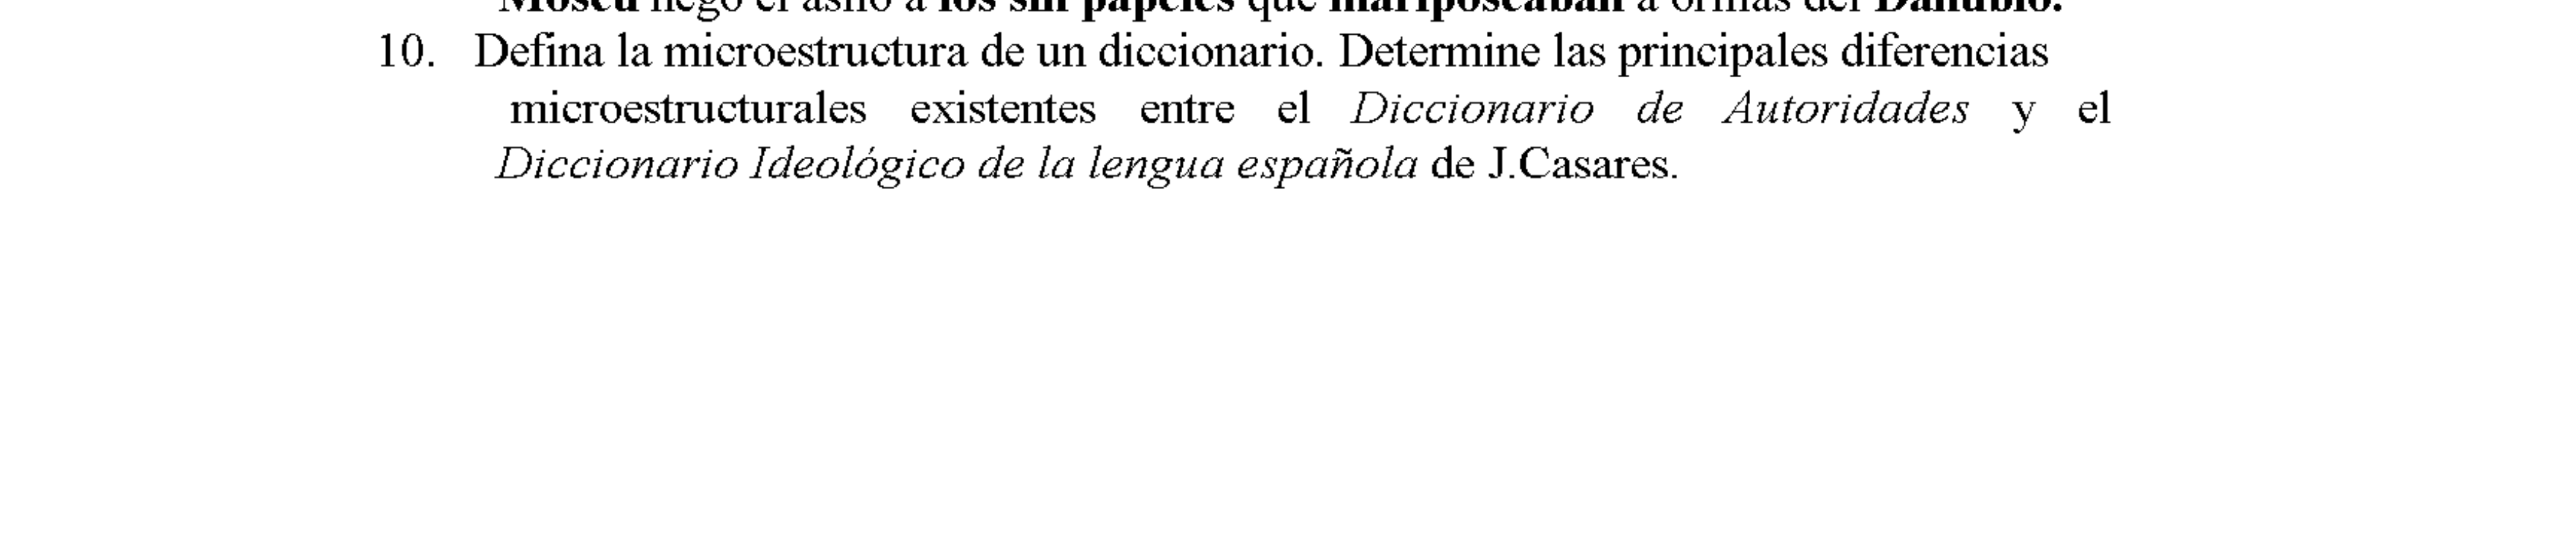 Moscú negó el asilo a los sin papeles que mariposeaban a orillas del Danubio.
10. Defina la microestructura de un diccionario. Determine las principales diferencias
microestructurales existentes entre el Diccionario de Autoridades y el
Diccionario Ideológico de la lengua española de J.Casares.